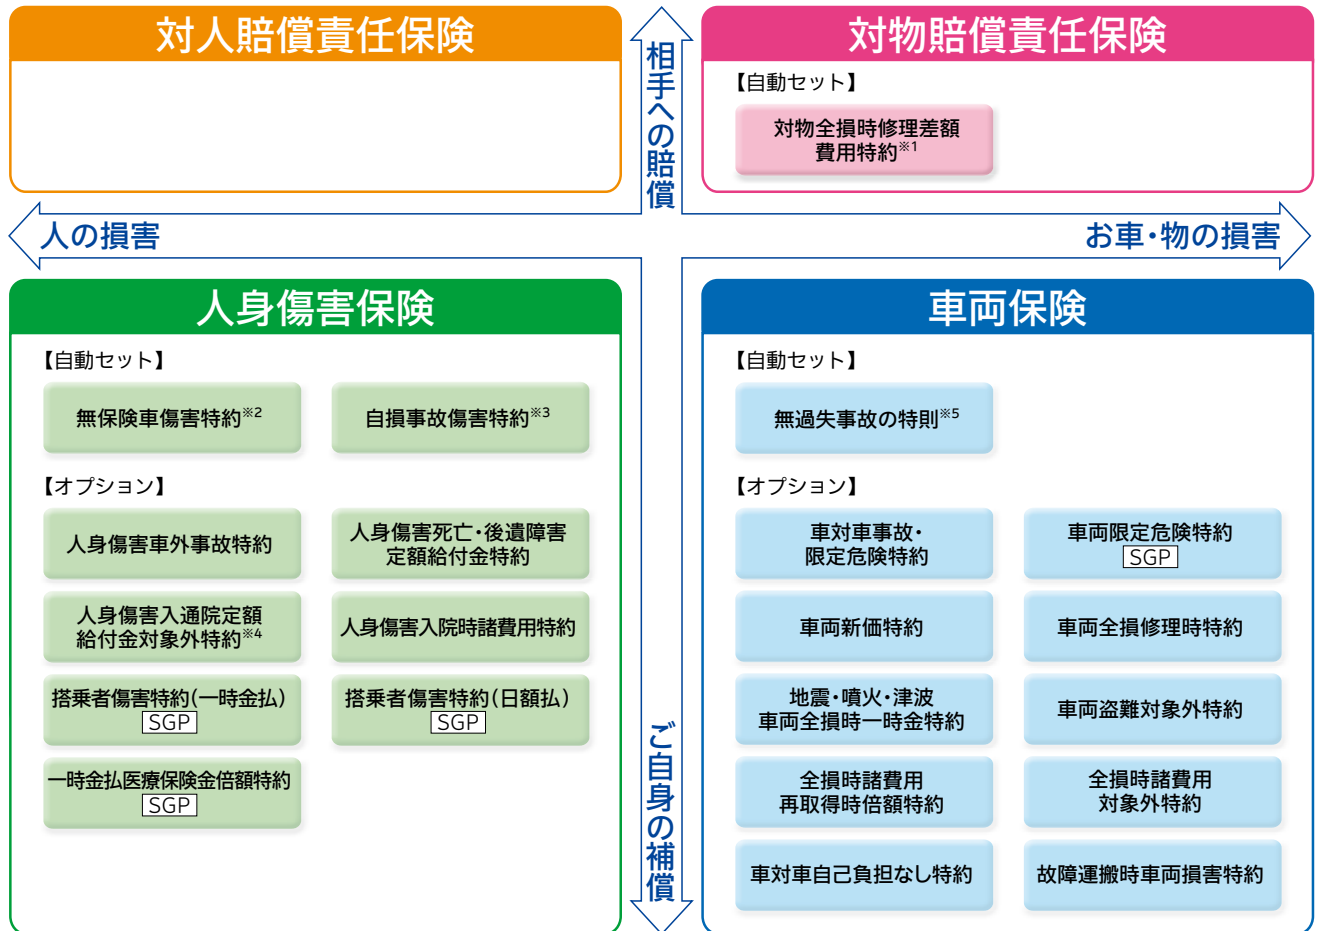 対人賠償責任保険
対物賠償責任保険
【自動セット】
対物全損時修理差額
費用特約※1
相手への賠償
人の損害
お車・物の損害
人身傷害保険
【自動セット】
無保険車傷害特約※2
自損事故傷害特約※3
【オプション】
人身傷害車外事故特約
人身傷害死亡・後遺障害
定額給付金特約
人身傷害入通院定額
給付金対象外特約※4
人身傷害入院時諸費用特約
搭乗者傷害特約(一時金払)
SGP
搭乗者傷害特約(日額払)
SGP
一時金払医療保険金倍額特約
SGP
ご自身の補償
車両保険
【自動セット】
無過失事故の特則※5
【オプション】
車対車事故・
限定危険特約
車両限定危険特約
SGP
車両新価特約
車両全損修理時特約
地震・噴火・津波
車両全損時一時金特約
車両盗難対象外特約
全損時諸費用
再取得時倍額特約
全損時諸費用
対象外特約
車対車自己負担なし特約
故障運搬時車両損害特約